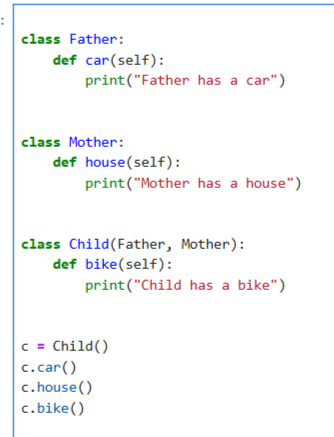 :
class Father:
    def car(self):
        print("Father has a car")
class Mother:
    def house(self):
        print("Mother has a house")
class Child(Father, Mother):
    def bike(self):
        print("Child has a bike")
c = Child()
c.car()
c.house()
c.bike()